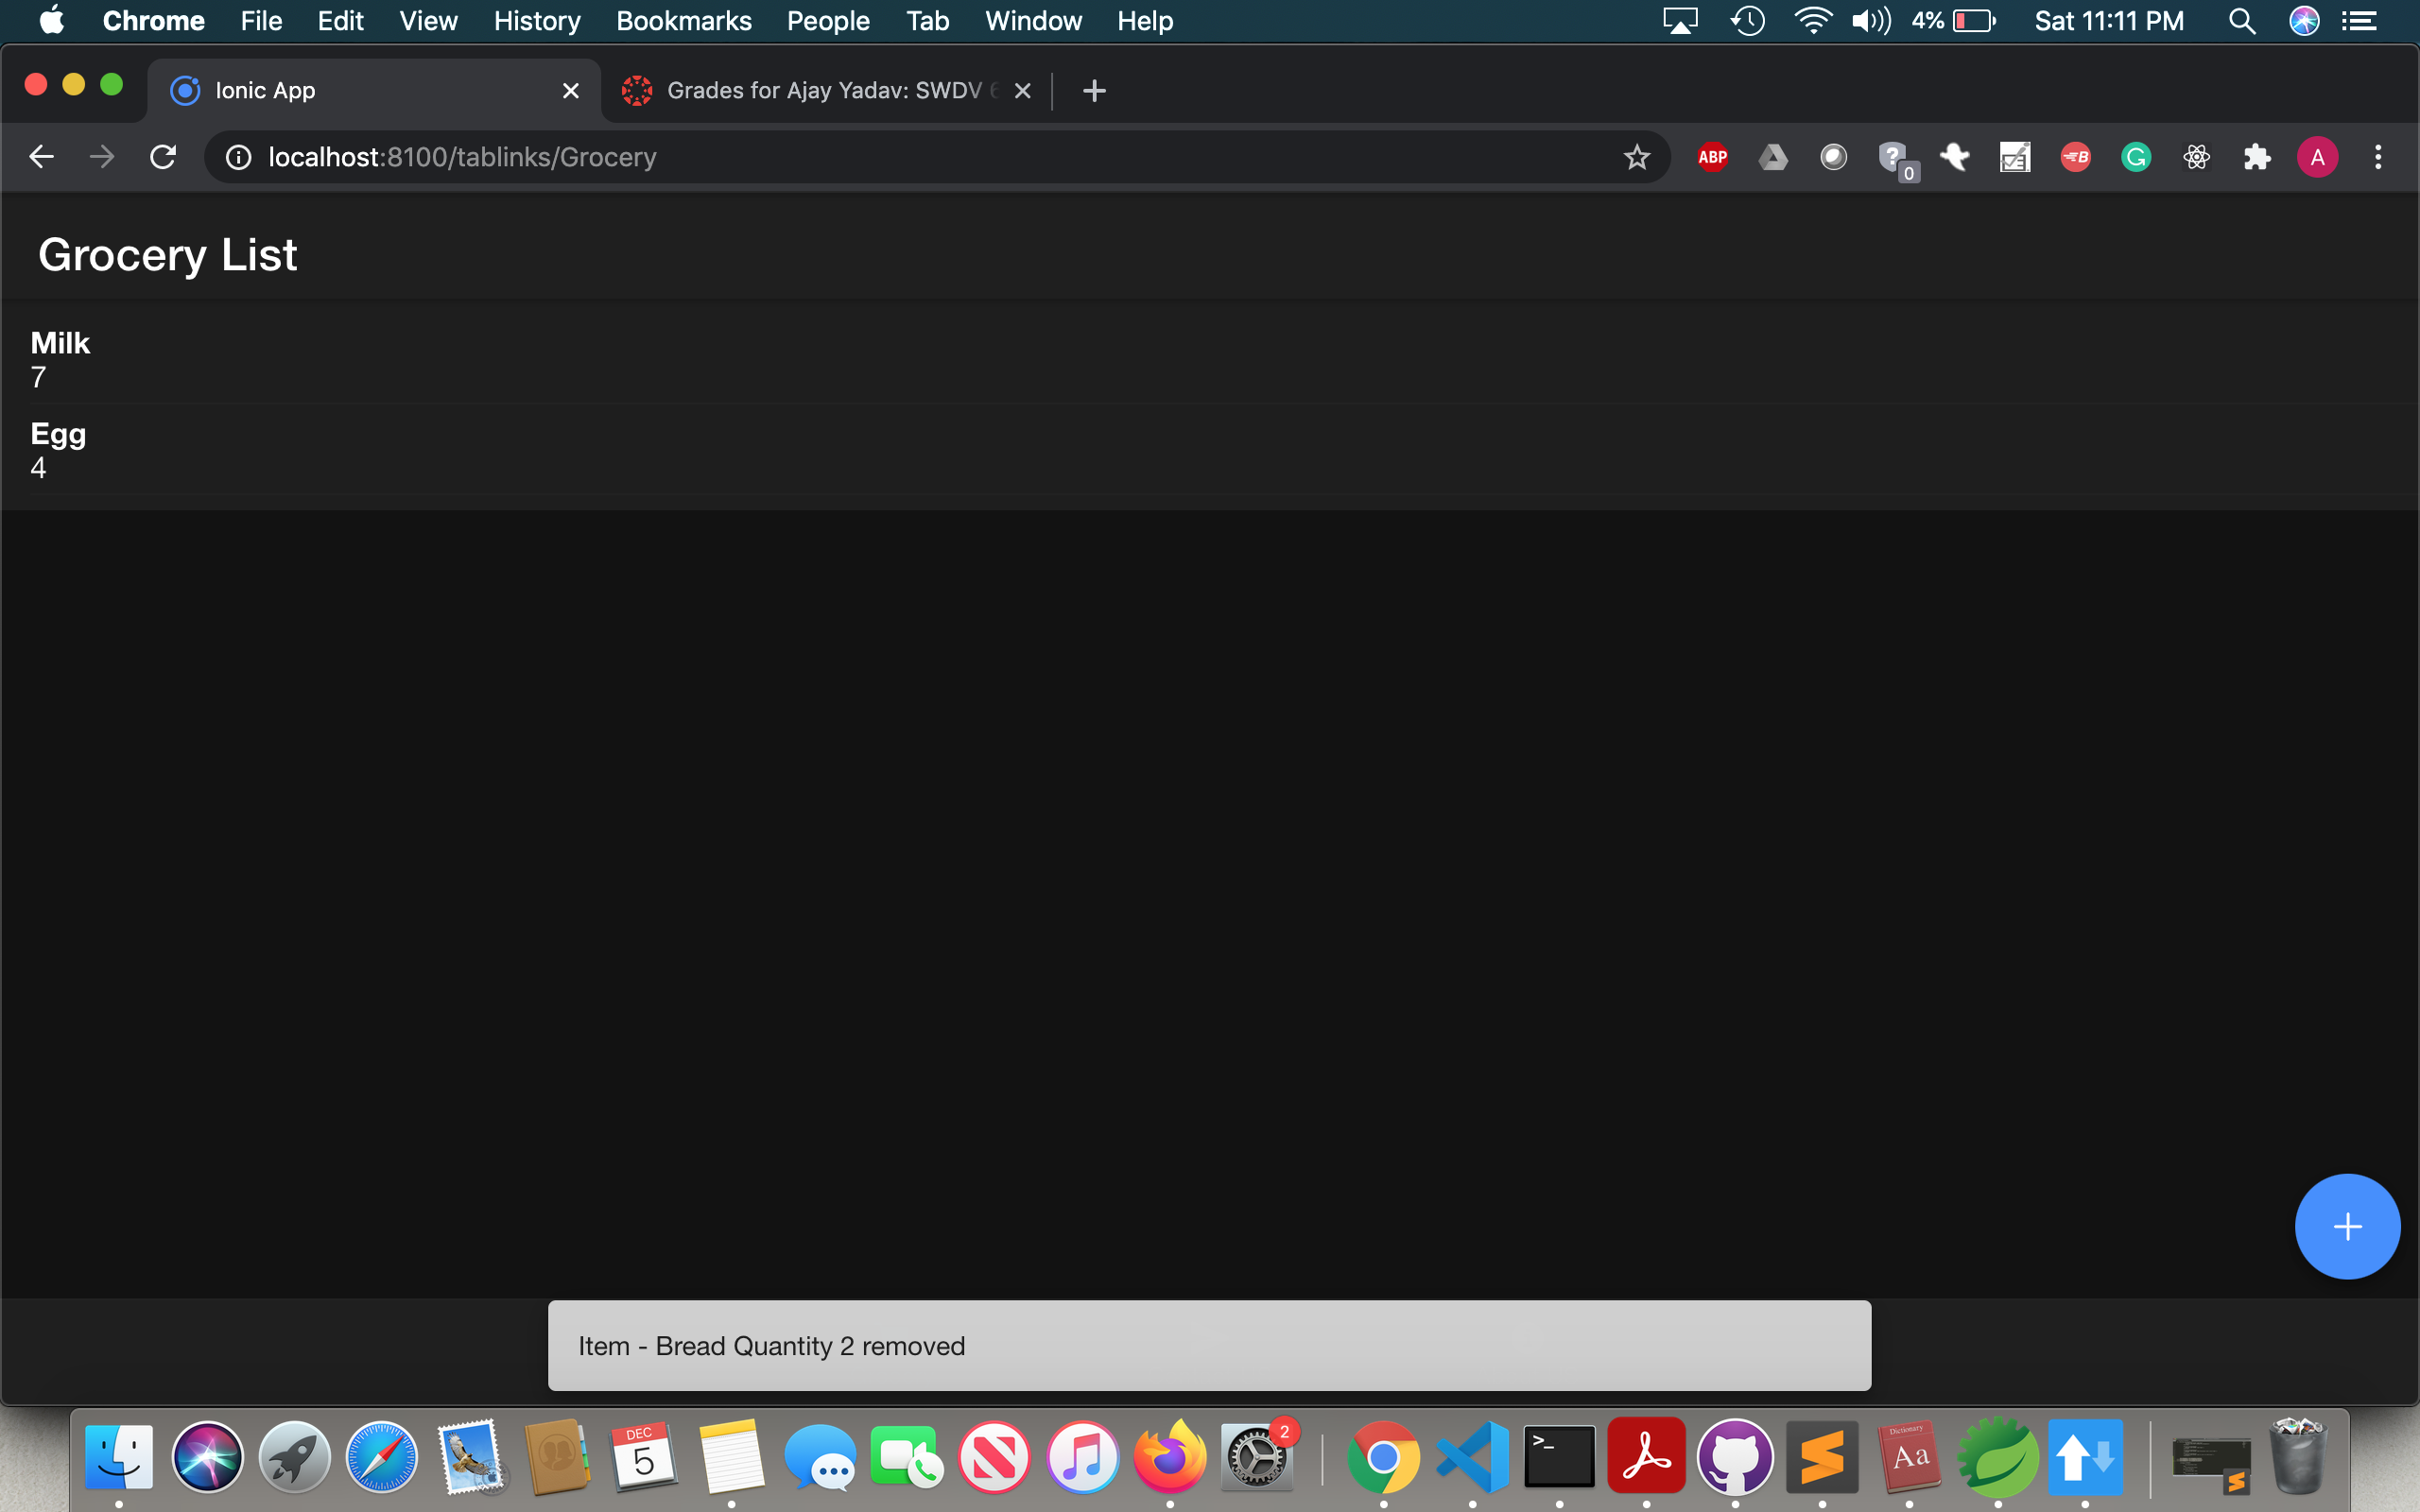 Chrome File Edit View History Bookmarks People Tab Window Help 4% Sat 11:11 PM
Ionic App Grades for Ajay Yadav: SWDV
localhost:8100/tablinks/Grocery ABP 0 B G A
Grocery List
Milk
7
Egg
4
Item - Bread Quantity 2 removed
DEC
5
2
>_
Dictionary
Aa